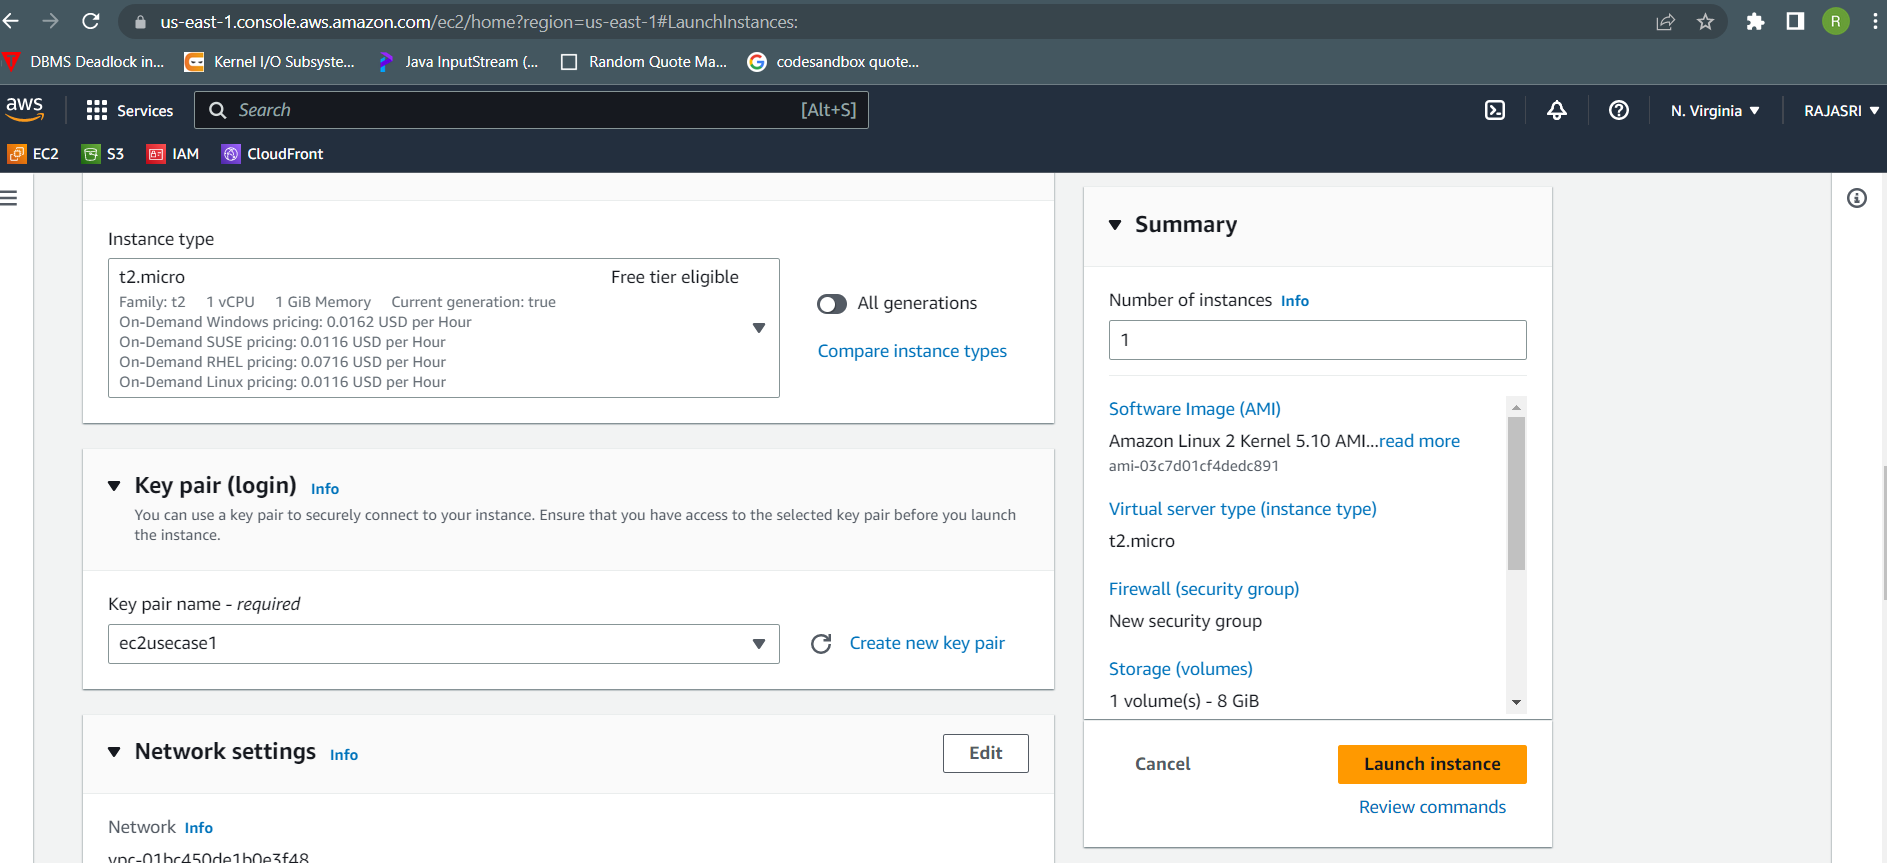 us-east-1.console.aws.amazon.com/ec2/home?region=us-east-1#LaunchInstances:
R
DBMS Deadlock in...
Kernel I/O Subsyste...
Java InputStream (...
Random Quote Ma...
codesandbox quote...
aws
Services
Search
[Alt+S]
N. Virginia
RAJASRI
EC2
S3
IAM
CloudFront
Instance type
t2.micro
Free tier eligible
Family: t2 1 vCPU 1 GiB Memory Current generation: true
On-Demand Windows pricing: 0.0162 USD per Hour
On-Demand SUSE pricing: 0.0116 USD per Hour
On-Demand RHEL pricing: 0.0716 USD per Hour
On-Demand Linux pricing: 0.0116 USD per Hour
All generations
Compare instance types
Key pair (login) Info
You can use a key pair to securely connect to your instance. Ensure that you have access to the selected key pair before you launch
the instance.
Key pair name - required
ec2usecase1
Create new key pair
Network settings Info
Edit
Network Info
vpc-01bc450de1b0e3f48
Summary
Number of instances Info
1
Software Image (AMI)
Amazon Linux 2 Kernel 5.10 AMI...read more
ami-03c7d01cf4dedc891
Virtual server type (instance type)
t2.micro
Firewall (security group)
New security group
Storage (volumes)
1 volume(s) - 8 GiB
Cancel
Launch instance
Review commands